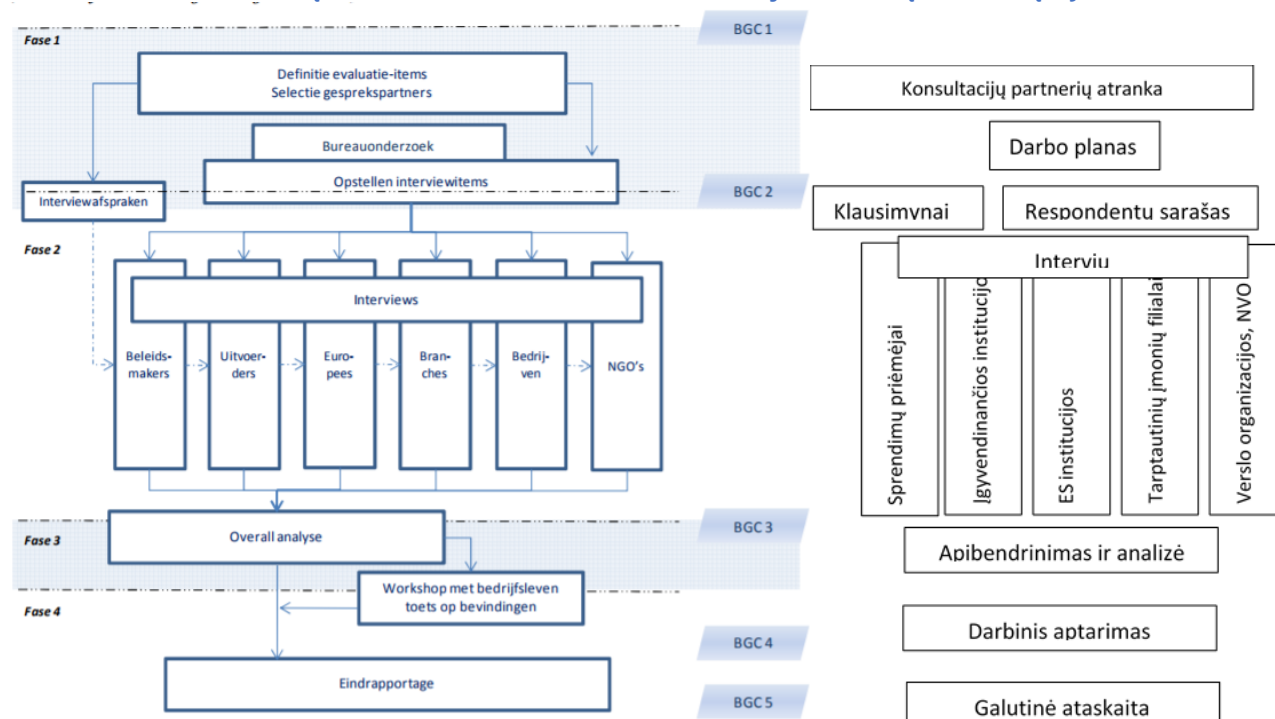 BGC 1
Fase 1
Definitie evaluatie-items
Selectie gesprekspartners
Bureauonderzoek
Opstellen interviewitems
BGC 2
Interviewafspraken
Fase 2
Interviews
Beleids-
makers
Uitvoer-
ders
Euro-
pees
Bran-
ches
Bedrij-
ven
NGO's
BGC 3
Fase 3
Overall analyse
Workshop met bedrijfsleven
toets op bevindingen
Fase 4
BGC 4
Eindrapportage
BGC 5
Konsultacijų partnerių atranka
Darbo planas
Klausimynai
Respondentų sarašas
Interviu
Sprendimų priėmėjai
Įgyvendinančios institucijo
ES institucijos
Tarptautinių įmonių filialai
Verslo organizacijos, NVO
Apibendrinimas ir analizė
Darbinis aptarimas
Galutinė ataskaita